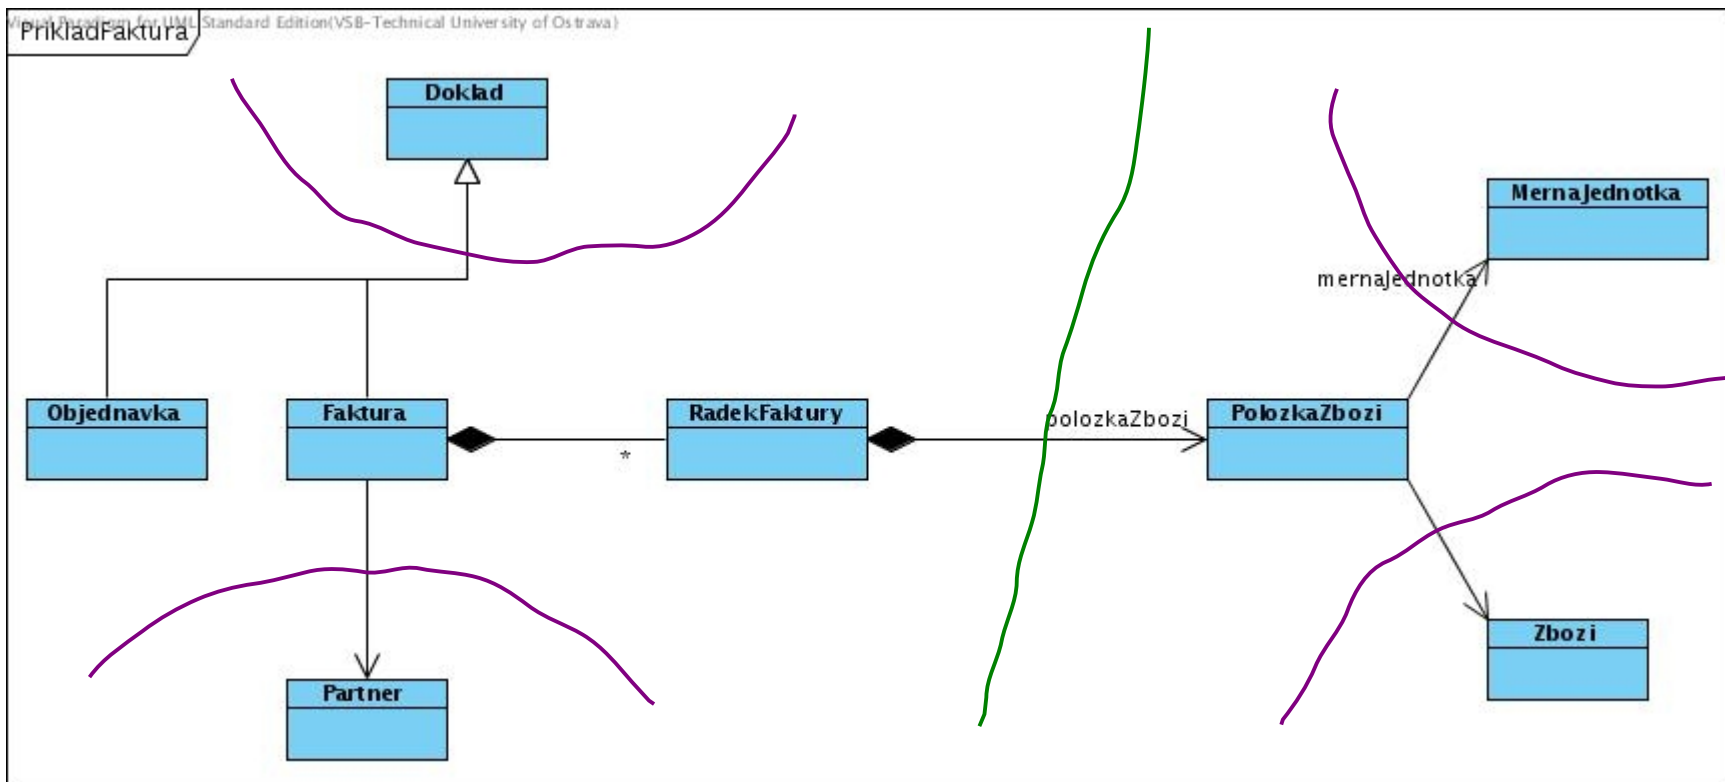 Visual Paradigm for UML Standard Edition(VSB-Technical University of Ostrava)
PrikladFaktura
Doklad
MernaJednotka
mernaJednotka
Objednavka
Faktura
RadekFaktury
polozkaZbozi
PolozkaZbozi
*
Zbozi
Partner